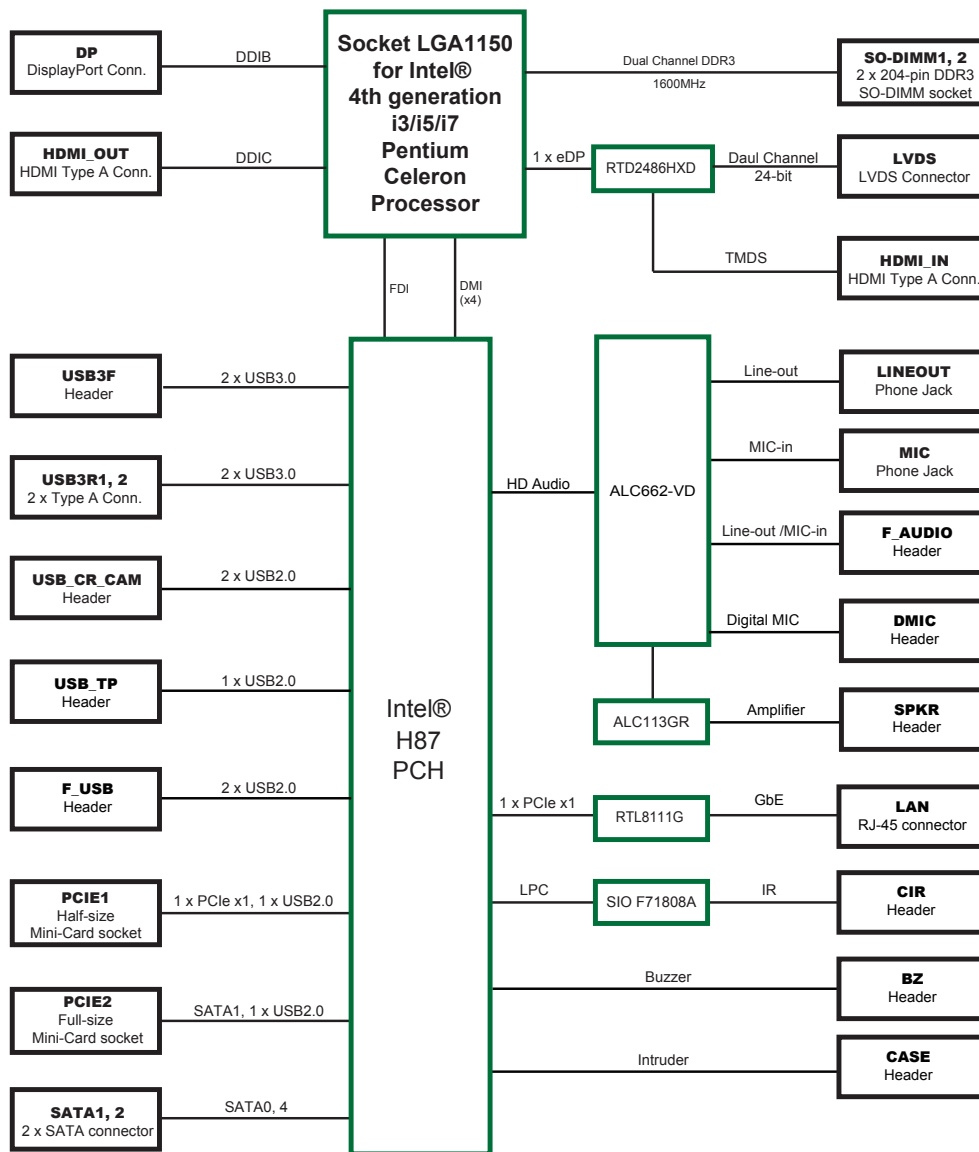 DP
DisplayPort Conn.
DDIB
HDMI_OUT
HDMI Type A Conn.
DDIC
Socket LGA1150
for Intel®
4th generation
i3/i5/i7
Pentium
Celeron
Processor
Dual Channel DDR3
1600MHz
SO-DIMM1, 2
2 x 204-pin DDR3
SO-DIMM socket
1 x eDP
RTD2486HXD
Daul Channel
24-bit
LVDS
LVDS Connector
TMDS
HDMI_IN
HDMI Type A Conn.
FDI
DMI
(x4)
USB3F
Header
2 x USB3.0
USB3R1, 2
2 x Type A Conn.
2 x USB3.0
USB_CR_CAM
Header
2 x USB2.0
USB_TP
Header
1 x USB2.0
F_USB
Header
2 x USB2.0
PCIE1
Half-size
Mini-Card socket
1 x PCIe x1, 1 x USB2.0
PCIE2
Full-size
Mini-Card socket
SATA1, 1 x USB2.0
SATA1, 2
2 x SATA connector
SATA0, 4
Intel®
H87
PCH
HD Audio
ALC662-VD
Line-out
LINEOUT
Phone Jack
MIC-in
MIC
Phone Jack
Line-out /MIC-in
F_AUDIO
Header
Digital MIC
DMIC
Header
ALC113GR
Amplifier
SPKR
Header
1 x PCIe x1
RTL8111G
GbE
LAN
RJ-45 connector
LPC
SIO F71808A
IR
CIR
Header
Buzzer
BZ
Header
Intruder
CASE
Header